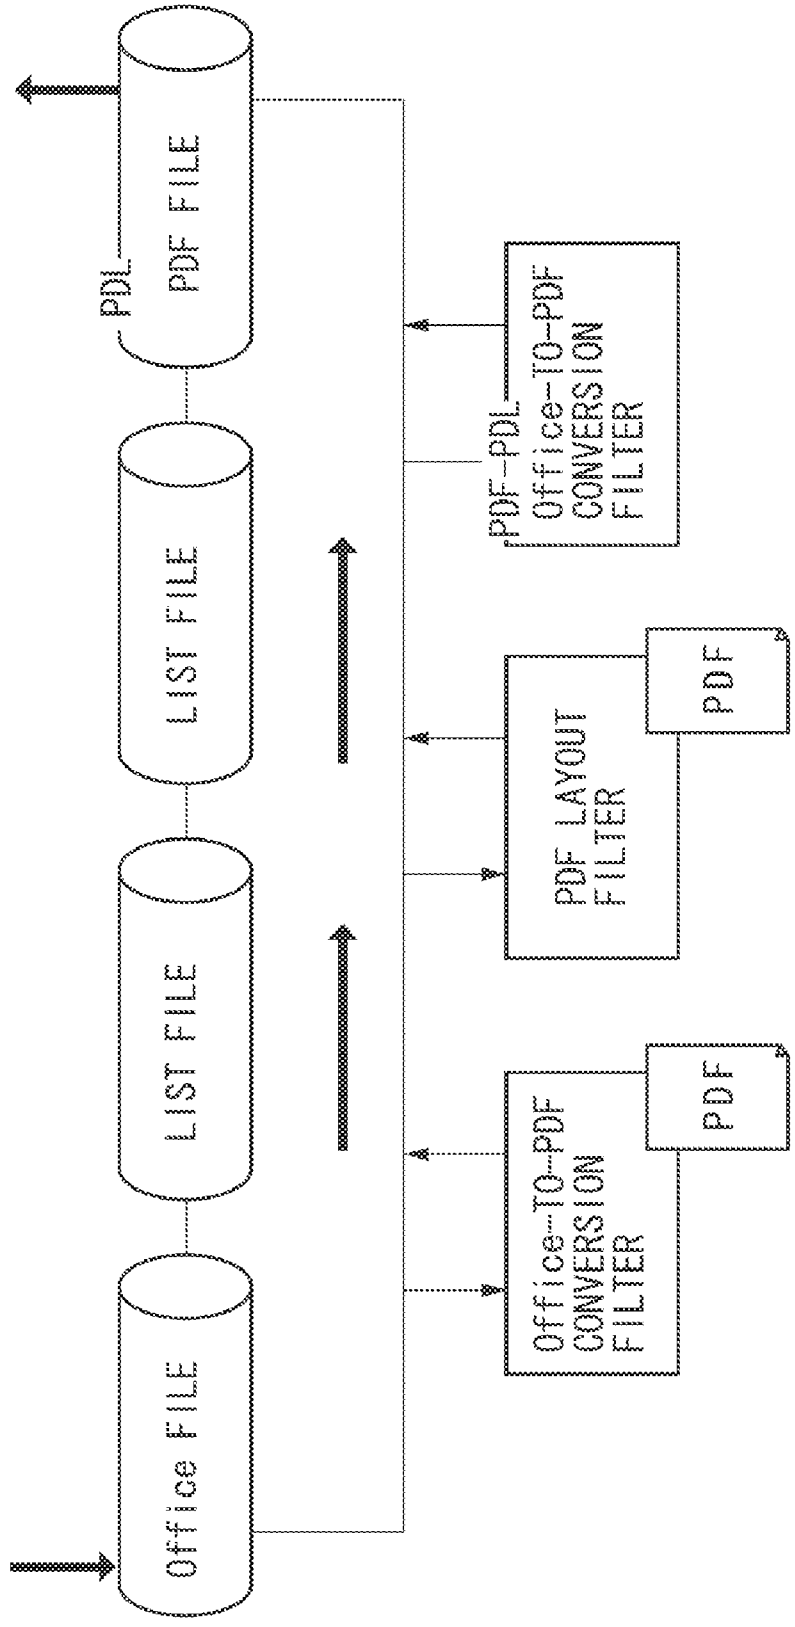 Office FILE
LIST FILE
LIST FILE
PDL
PDF FILE
Office-TO-PDF
CONVERSION
FILTER
PDF
PDF LAYOUT
FILTER
PDF
PDF-PDL
Office-TO-PDF
CONVERSION
FILTER